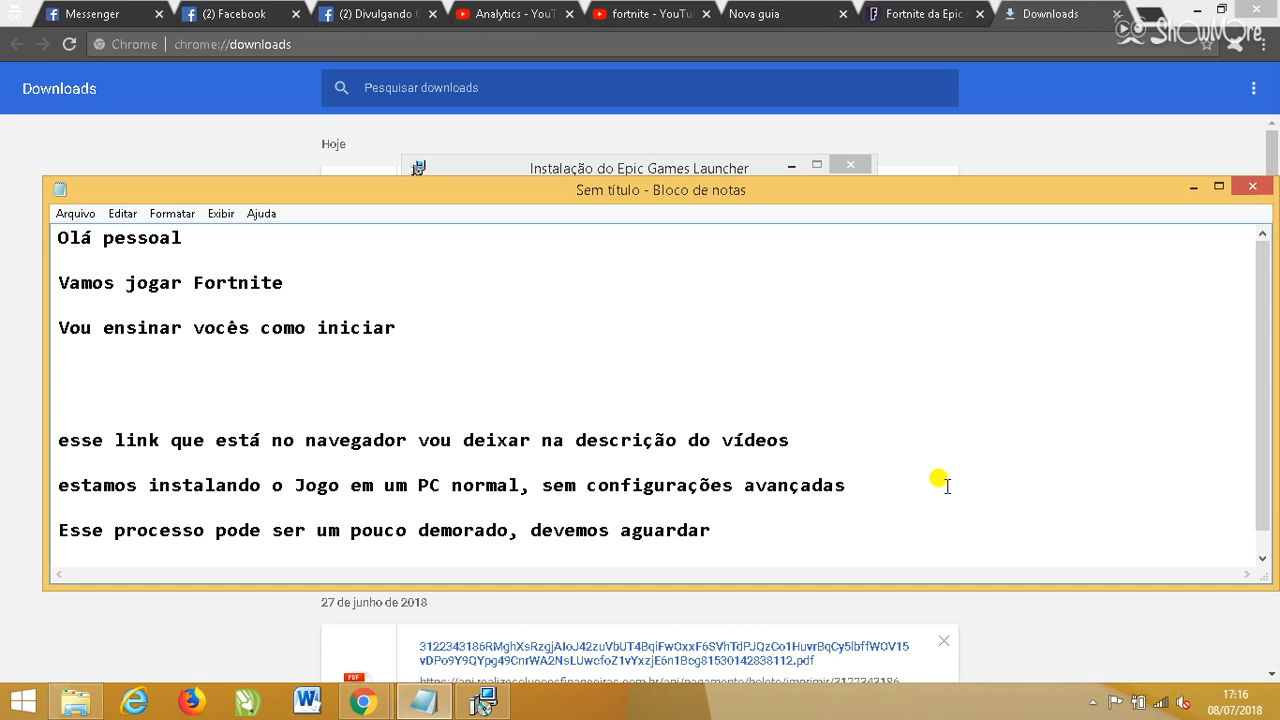 Messenger
(2) Facebook
(2) Divulgando
Analytics - YouT
fortnite - YouTu
Nova guia
Fortnite da Epic
Downloads
ShowMore
Chrome
chrome://downloads
Downloads
Pesquisar downloads
Hoje
Instalação do Epic Games Launcher
Sem título - Bloco de notas
Arquivo Editar Formatar Exibir Ajuda
Olá pessoal
Vamos jogar Fortnite
Vou ensinar vocês como iniciar
esse link que está no navegador vou deixar na descrição do vídeos
estamos instalando o Jogo em um PC normal, sem configurações avançadas
Esse processo pode ser um pouco demorado, devemos aguardar
27 de junho de 2018
PDF
17:16
08/07/2018